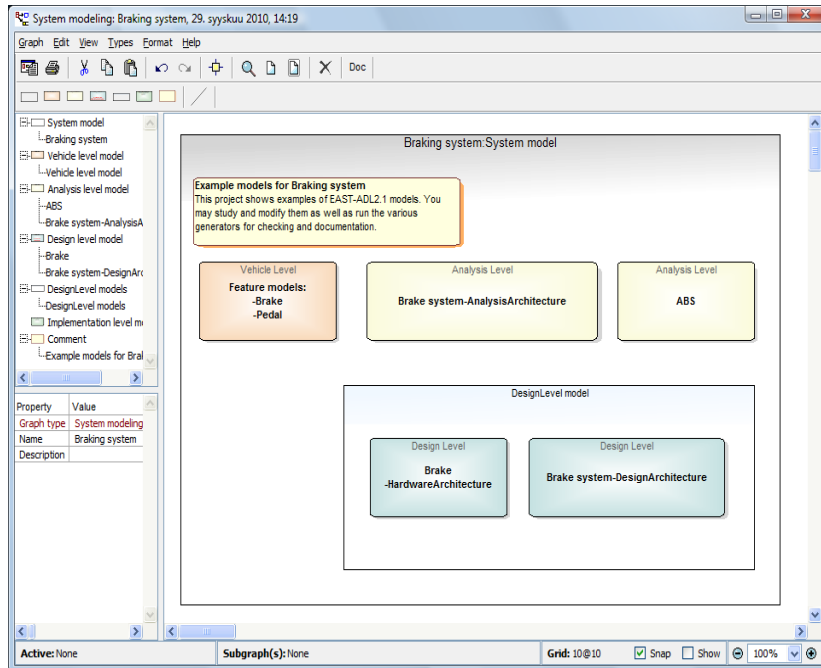 System modeling: Braking system, 29. syyskuu 2010, 14:19
Graph Edit View Types Format Help
Doc
System model
Braking system
Vehicle level model
Vehicle level model
Analysis level model
ABS
Brake system-AnalysisA
Design level model
Brake
Brake system-DesignArc
DesignLevel models
DesignLevel models
Implementation level m
Comment
Example models for Bral
Property Value
Graph type System modeling
Name Braking system
Description
Braking system:System model
Example models for Braking system
This project shows examples of EAST-ADL2.1 models. You
may study and modify them as well as run the various
generators for checking and documentation.
Vehicle Level
Feature models:
-Brake
-Pedal
Analysis Level
Brake system-AnalysisArchitecture
Analysis Level
ABS
DesignLevel model
Design Level
Brake
-HardwareArchitecture
Design Level
Brake system-DesignArchitecture
Active: None
Subgraph(s): None
Grid: 10@10
Snap
Show
100%